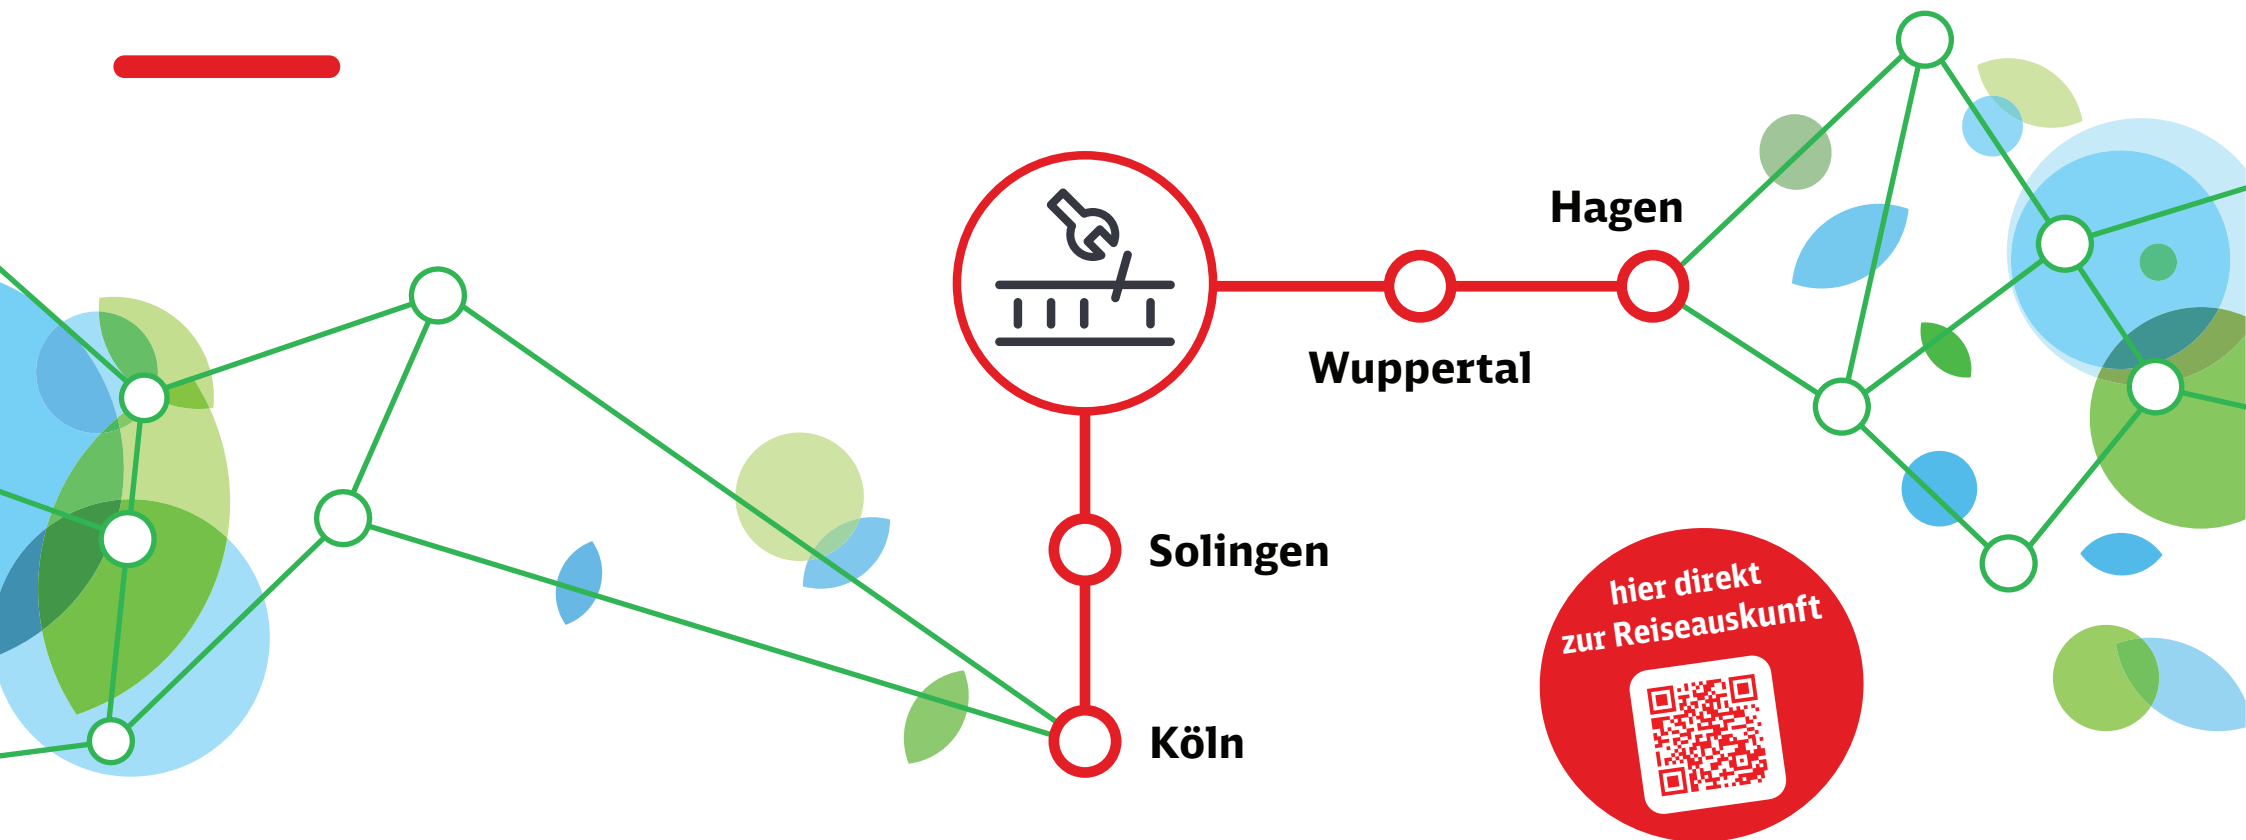 Hagen
Wuppertal
Solingen
Köln
hier direkt
zur Reiseauskunft